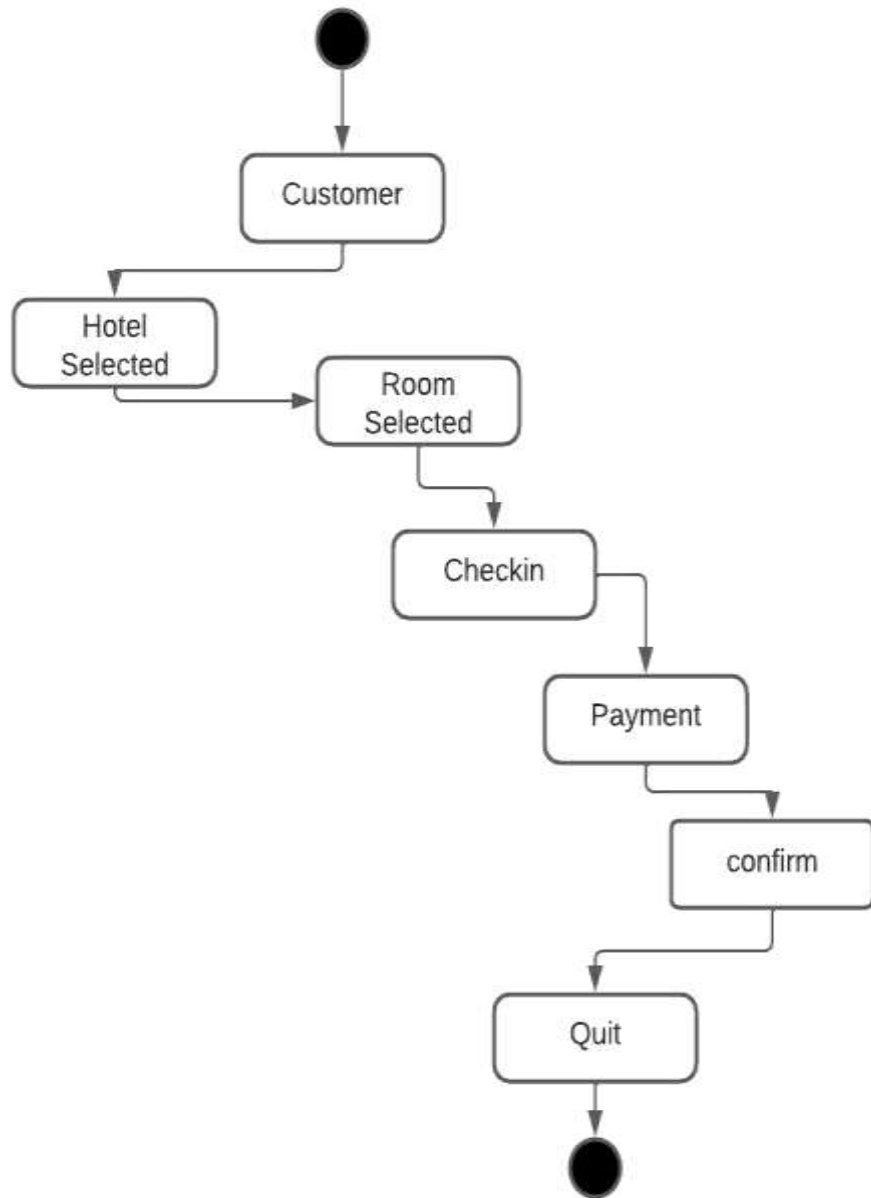 Customer
Hotel
Selected
Room
Selected
Checkin
Payment
confirm
Quit